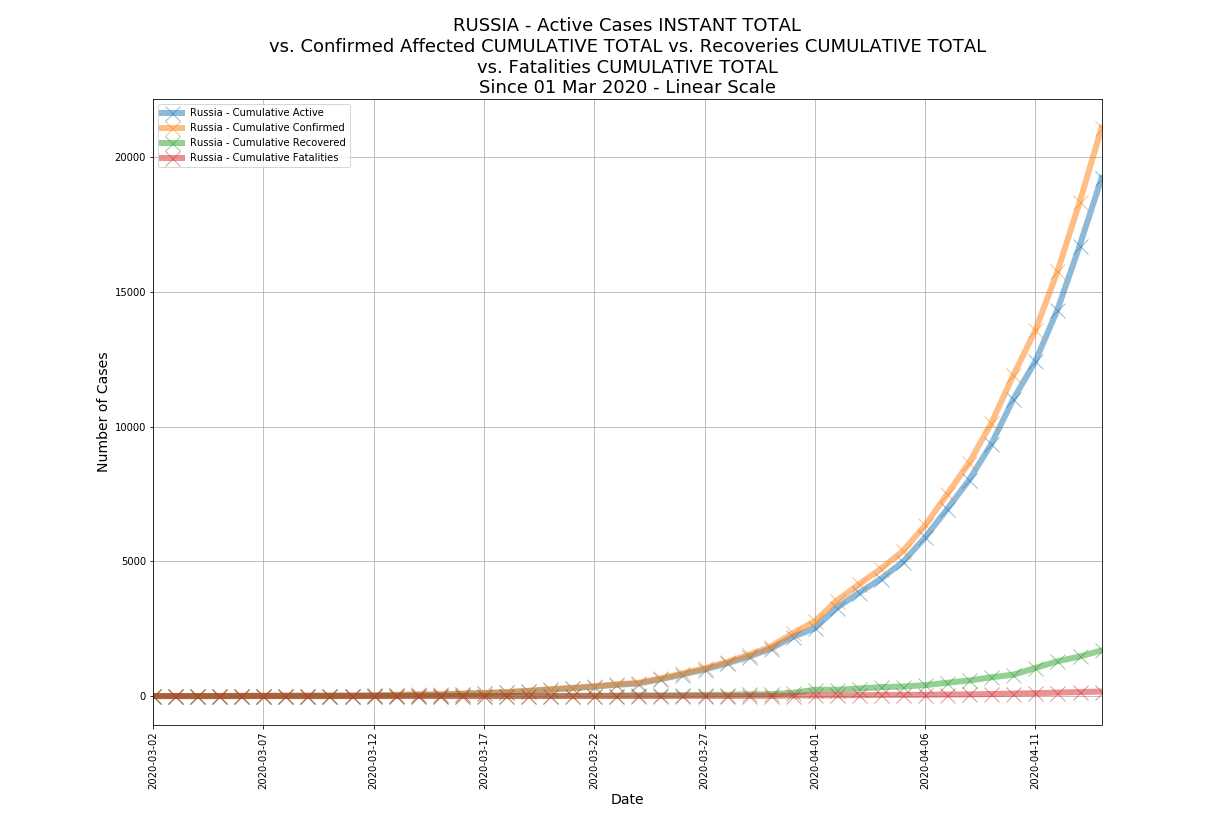 RUSSIA - Active Cases INSTANT TOTAL
vs. Confirmed Affected CUMULATIVE TOTAL vs. Recoveries CUMULATIVE TOTAL
vs. Fatalities CUMULATIVE TOTAL
Since 01 Mar 2020 - Linear Scale
Russia - Cumulative Active
Russia - Cumulative Confirmed
Russia - Cumulative Recovered
Russia - Cumulative Fatalities
Number of Cases
20000
15000
10000
5000
0
2020-03-02
2020-03-07
2020-03-12
2020-03-17
2020-03-22
2020-03-27
2020-04-01
2020-04-06
2020-04-11
Date